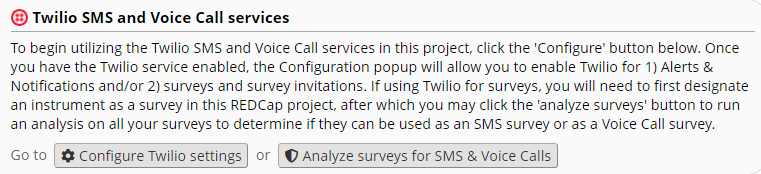 Twilio SMS and Voice Call services
To begin utilizing the Twilio SMS and Voice Call services in this project, click the 'Configure' button below. Once
you have the Twilio service enabled, the Configuration popup will allow you to enable Twilio for 1) Alerts &
Notifications and/or 2) surveys and survey invitations. If using Twilio for surveys, you will need to first designate
an instrument as a survey in this REDCap project, after which you may click the 'analyze surveys' button to run
an analysis on all your surveys to determine if they can be used as an SMS survey or as a Voice Call survey.
Go to Configure Twilio settings or Analyze surveys for SMS & Voice Calls